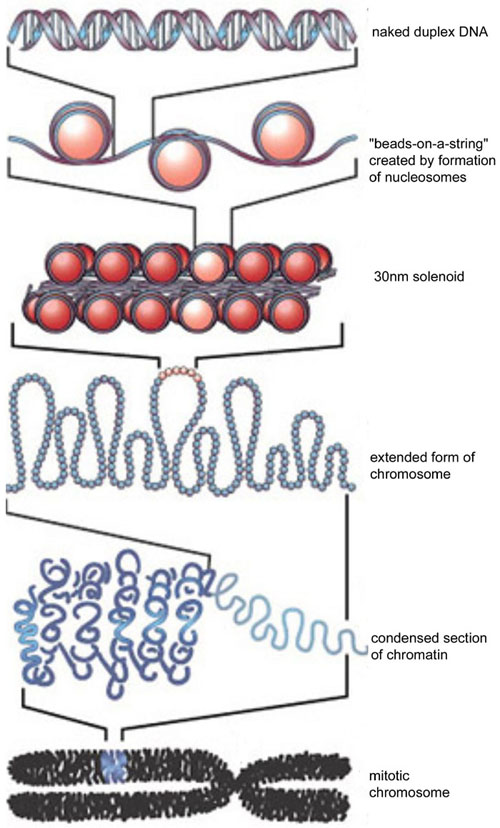 naked duplex DNA
"beads-on-a-string"
created by formation
of nucleosomes
30nm solenoid
extended form of
chromosome
condensed section
of chromatin
mitotic
chromosome